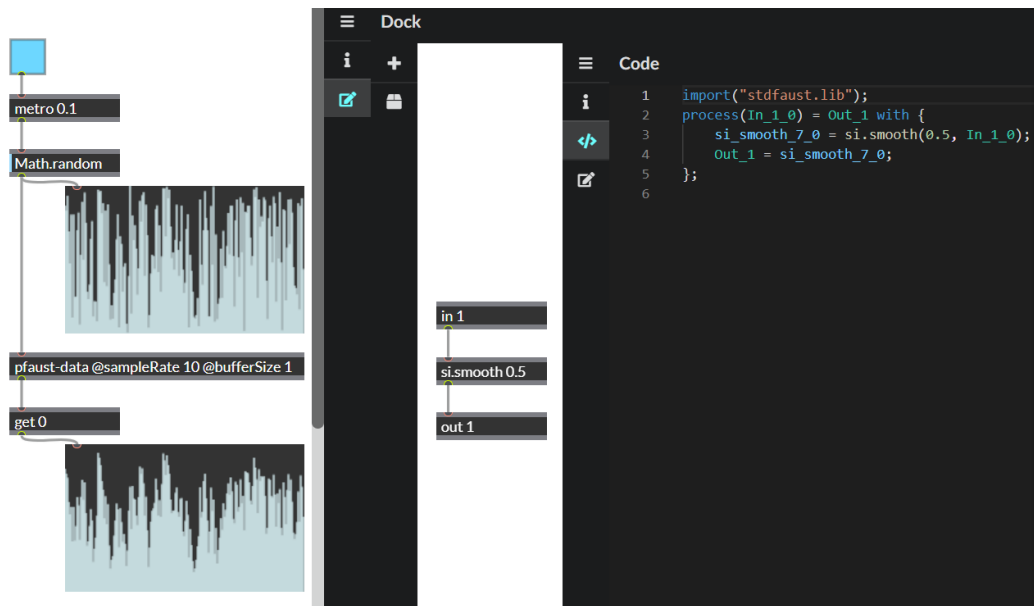 metro 0.1
Math.random
pfaust-data @sampleRate 10 @bufferSize 1
get 0
Dock
in 1
si.smooth 0.5
out 1
Code
1 import("stdfaust.lib");
2 process(In_1_0) = Out_1 with {
3 si_smooth_7_0 = si.smooth(0.5, In_1_0);
4 Out_1 = si_smooth_7_0;
5 };
6